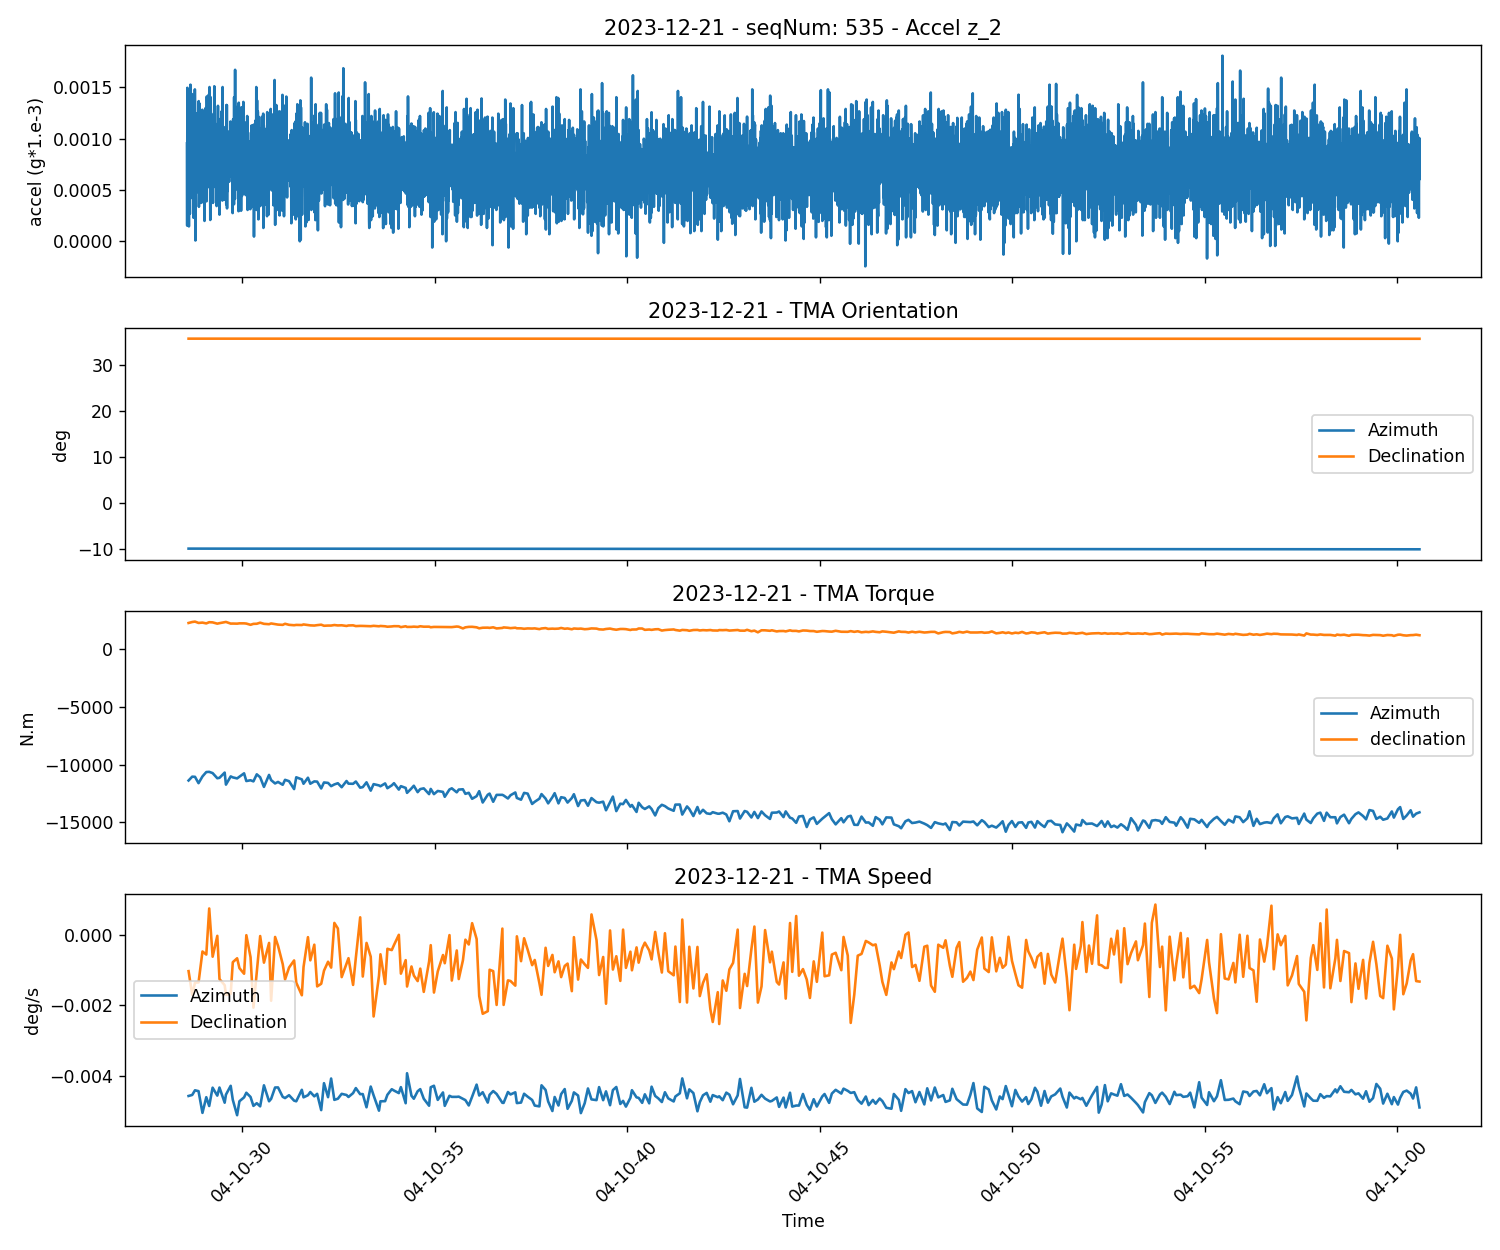 2023-12-21 - seqNum: 535 - Accel z_2
accel (g*1.e-3)
0.0015
0.0010
0.0005
0.0000
2023-12-21 - TMA Orientation
deg
30
20
10
0
−10
Azimuth
Declination
2023-12-21 - TMA Torque
N.m
0
−5000
−10000
−15000
Azimuth
declination
2023-12-21 - TMA Speed
deg/s
0.000
−0.002
−0.004
Azimuth
Declination
04-10-30
04-10-35
04-10-40
04-10-45
04-10-50
04-10-55
04-11-00
Time